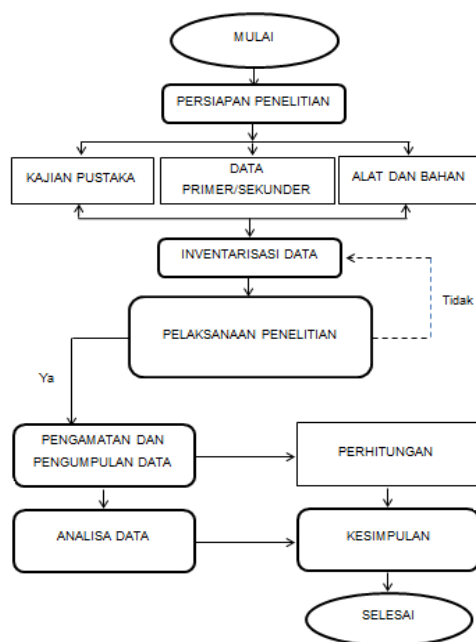 MULAI
PERSIAPAN PENELITIAN
KAJIAN PUSTAKA
DATA
PRIMER/SEKUNDER
ALAT DAN BAHAN
INVENTARISASI DATA
Tidak
PELAKSANAAN PENELITIAN
Ya
PENGAMATAN DAN
PENGUMPULAN DATA
PERHITUNGAN
ANALISA DATA
KESIMPULAN
SELESAI